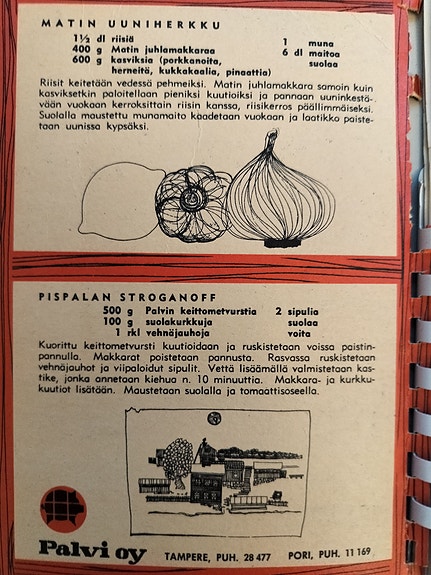 MATIN UUNIHERKKU
1½ dl riisiä 1 muna
400 g Matin juhlamakkaraa 6 dl maitoa
600 g kasviksia (porkkanoita, suolaa
herneitä, kukkakaalia, pinaattia)
Riisit keitetään vedessä pehmeiksi. Matin juhlamakkara samoin kuin
kasviksetkin paloitellaan pieniksi kuutioiksi ja pannaan uuninkestä-
vään vuokaan kerroksittain riisin kanssa, riisikerros päällimmäiseksi.
Suolalla maustettu munamaito kaadetaan vuokaan ja laatikko paiste-
taan uunissa kypsäksi.
PISPALAN STROGANOFF
500 g Palvin keittometvurstia 2 sipulia
100 g suolakurkkuja suolaa
1 rkl vehnäjauhoja voita
Kuorittu keittometvursti kuutioidaan ja ruskistetaan voissa paistin-
pannulla. Makkarat poistetaan pannusta. Rasvassa ruskistetaan
vehnäjauhot ja viipaloidut sipulit. Vettä lisäämällä valmistetaan kas-
tike, jonka annetaan kiehua n. 10 minuuttia. Makkara- ja kurkku-
kuutiot lisätään. Maustetaan suolalla ja tomaattisoseella.
Palvi oy TAMPERE, PUH. 28 477 PORI, PUH. 11 169